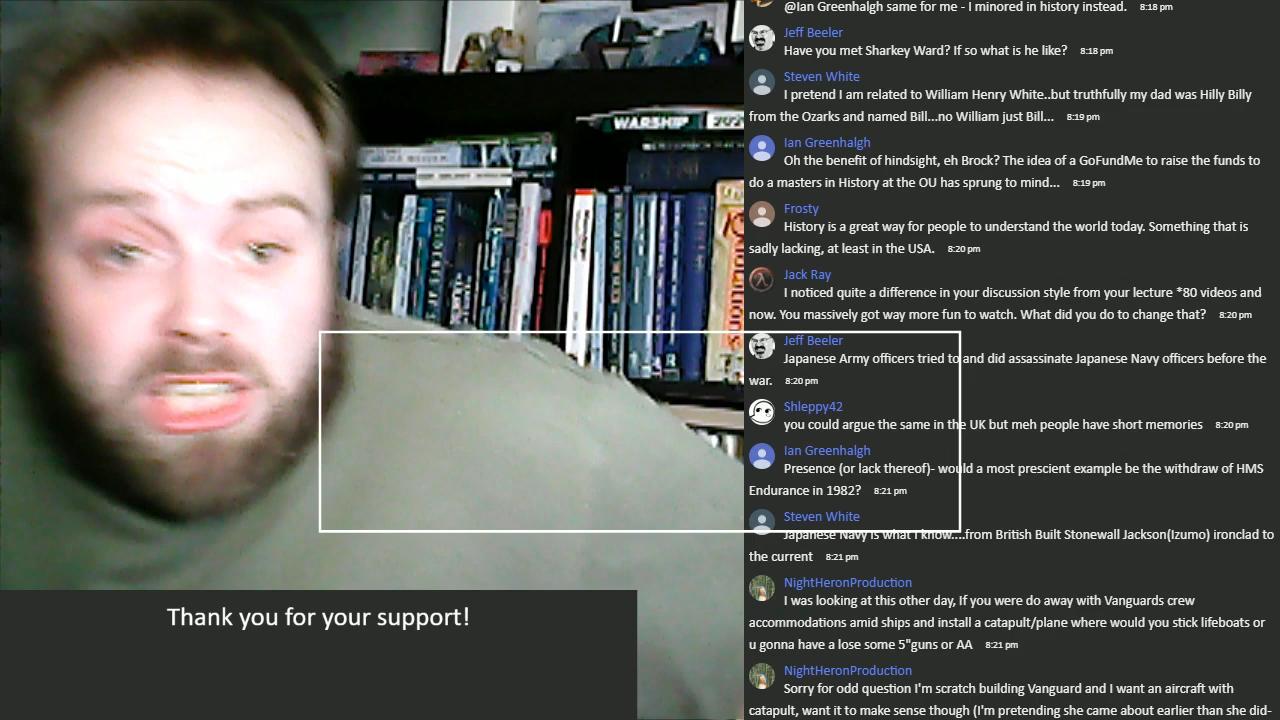 @Ian Greenhalgh same for me - I minored in history instead. 8:18 pm
Jeff Beeler
Have you met Sharkey Ward? If so what is he like? 8:18 pm
Steven White
I pretend I am related to William Henry White..but truthfully my dad was Hilly Billy
from the Ozarks and named Bill...no William just Bill... 8:19 pm
Ian Greenhalgh
Oh the benefit of hindsight, eh Brock? The idea of a GoFundMe to raise the funds to
do a masters in History at the OU has sprung to mind... 8:19 pm
Frosty
History is a great way for people to understand the world today. Something that is
sadly lacking, at least in the USA. 8:20 pm
Jack Ray
I noticed quite a difference in your discussion style from your lecture *80 videos and
now. You massively got way more fun to watch. What did you do to change that? 8:20 pm
Jeff Beeler
Japanese Army officers tried to and did assassinate Japanese Navy officers before the
war. 8:20 pm
Shleppy42
you could argue the same in the UK but meh people have short memories 8:20 pm
Ian Greenhalgh
Presence (or lack thereof)- would a most prescient example be the withdraw of HMS
Endurance in 1982? 8:21 pm
Steven White
Japanese Navy is what I know....from British Built Stonewall Jackson(Izumo) ironclad to
the current 8:21 pm
NightHeronProduction
I was looking at this other day, If you were do away with Vanguards crew
accommodations amid ships and install a catapult/plane where would you stick lifeboats or
u gonna have a lose some 5"guns or AA 8:21 pm
NightHeronProduction
Sorry for odd question I'm scratch building Vanguard and I want an aircraft with
catapult, want it to make sense though (I'm pretending she came about earlier than she did-
WARSHIP
Thank you for your support!